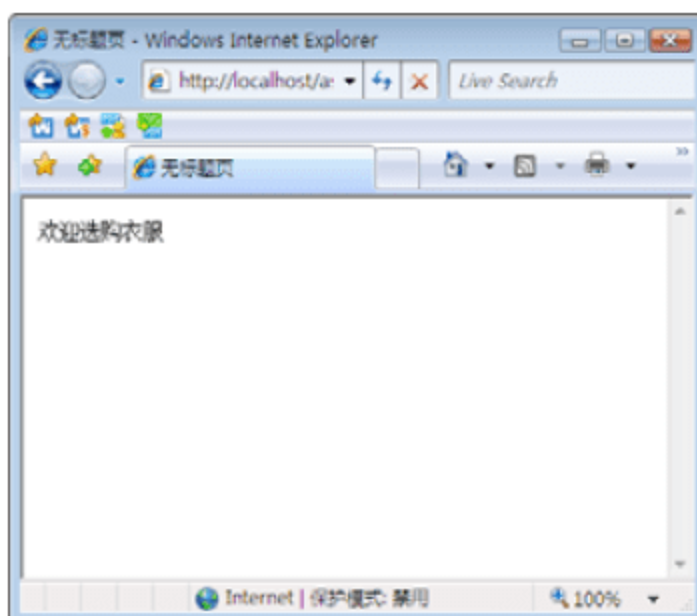 无标题页 - Windows Internet Explorer
http://localhost/a
Live Search
无标题页
欢迎选购衣服
Internet | 保护模式: 禁用
100%